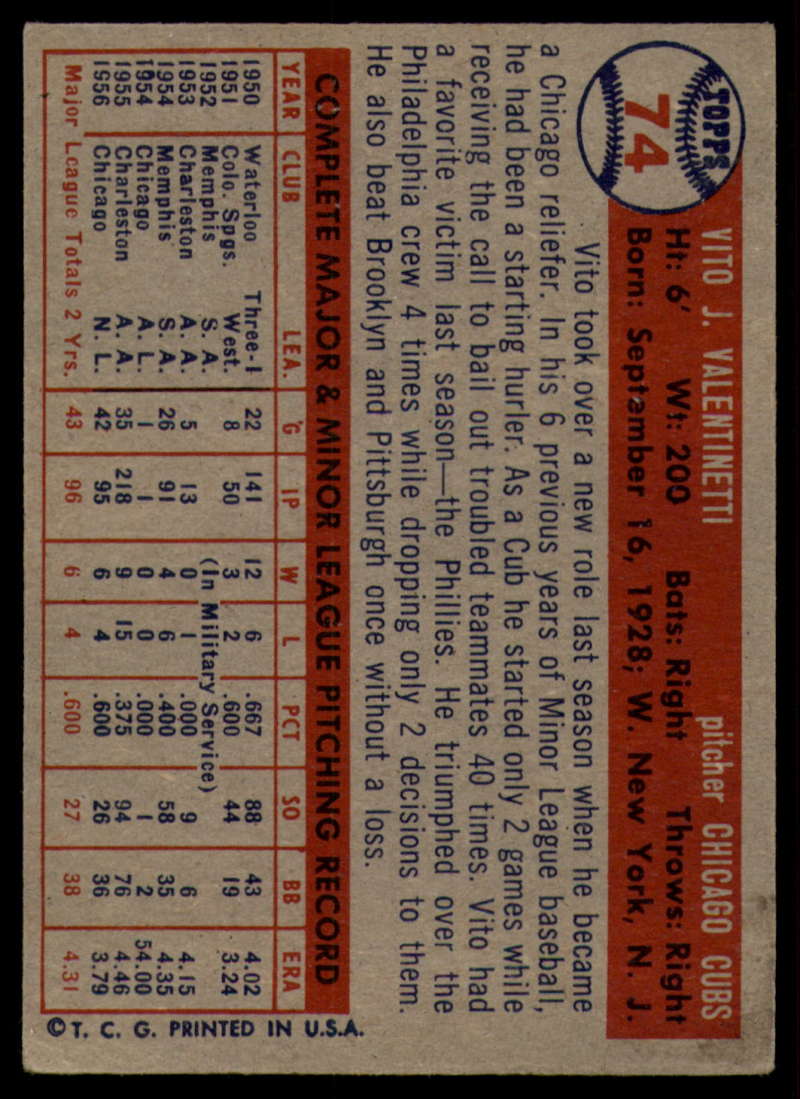 TOPPS
74
VITO J. VALENTINETTI pitcher CHICAGO CUBS
Ht: 6' Wt: 200 Bats: Right Throws: Right
Born: September 16, 1928; W. New York, N. J.
Vito took over a new role last season when he became
a Chicago reliefer. In his 6 previous years of Minor League baseball,
he had been a starting hurler. As a Cub he started only 2 games while
receiving the call to bail out troubled teammates 40 times. Vito had
a favorite victim last season—the Phillies. He triumphed over the
Philadelphia crew 4 times while dropping only 2 decisions to them.
He also beat Brooklyn and Pittsburgh once without a loss.
COMPLETE MAJOR & MINOR LEAGUE PITCHING RECORD
YEAR CLUB LEA. G IP W L PCT SO BB ERA
1950 Waterloo Three-I 22 141 12 6 .667 88 43 4.02
1951 Colo. Spgs. West. 8 50 3 2 .600 44 19 3.24
1952 Memphis S. A. (In Military Service)
1953 Charleston A. A. 5 13 0 1 .000 9 6 4.15
1954 Memphis S. A. 26 91 4 6 .400 58 35 4.35
1954 Chicago A. L. 1 1 0 0 .000 1 2 54.00
1955 Charleston A. A. 35 218 9 15 .375 94 76 4.46
1956 Chicago N. L. 42 95 6 4 .600 26 36 3.79
Major League Totals 2 Yrs. 43 96 6 4 .600 27 38 4.31
© T. C. G. PRINTED IN U.S.A.